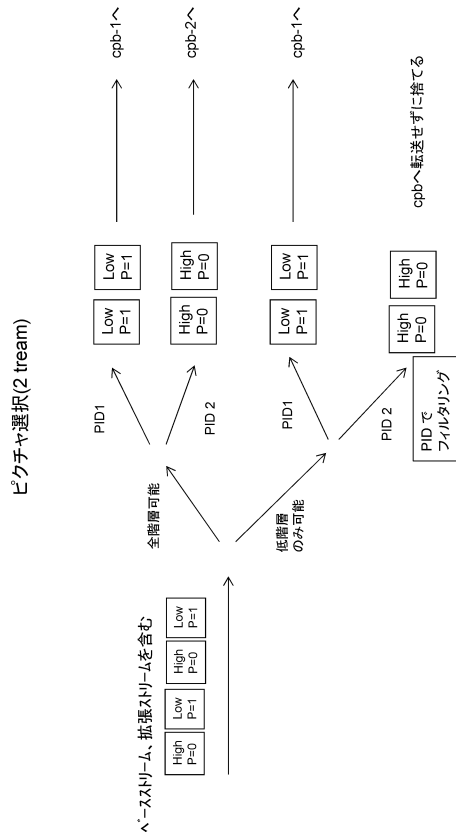 ピクチャ選択(2 tream)
ベースストリーム、拡張ストリームを含む
High
P=0
Low
P=1
High
P=0
Low
P=1
全階層可能
低階層
のみ可能
PID1
PID 2
PID1
PID 2
PID で
フィルタリング
Low
P=1
Low
P=1
High
P=0
High
P=0
Low
P=1
Low
P=1
High
P=0
High
P=0
cpb-1へ
cpb-2へ
cpb-1へ
cpbへ転送せずに捨てる